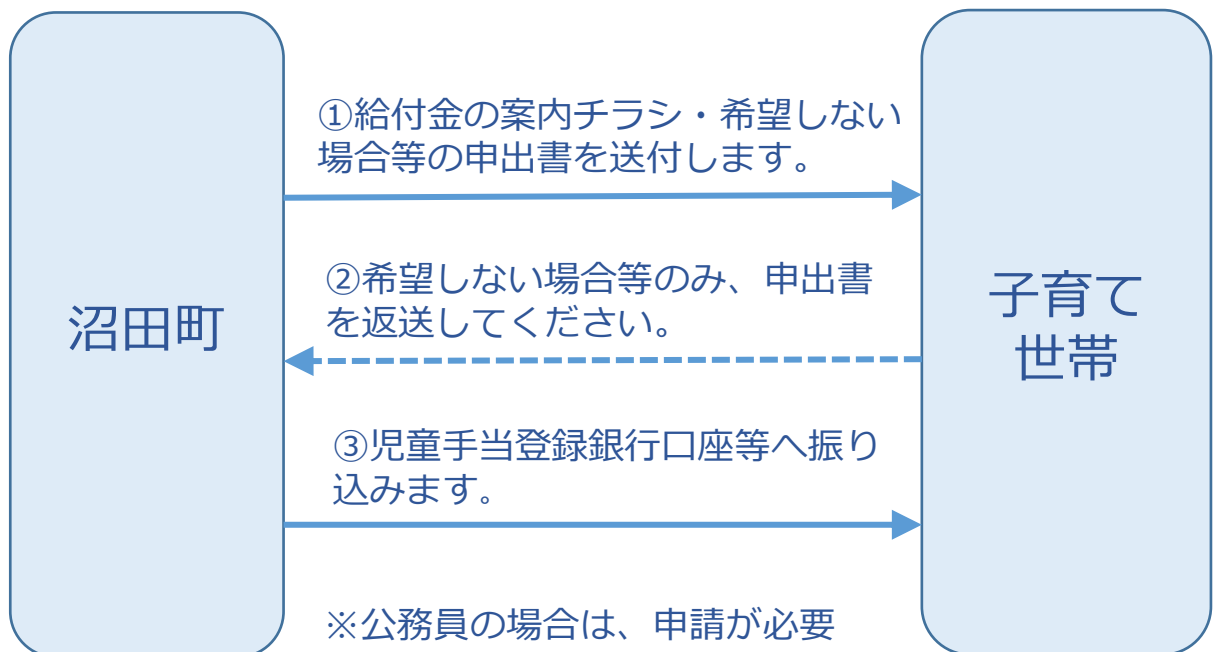 ①給付金の案内チラシ・希望しない
場合等の申出書を送付します。
②希望しない場合等のみ、申出書
を返送してください。
沼田町
子育て
世帯
③児童手当登録銀行口座等へ振り
込みます。
※公務員の場合は、申請が必要